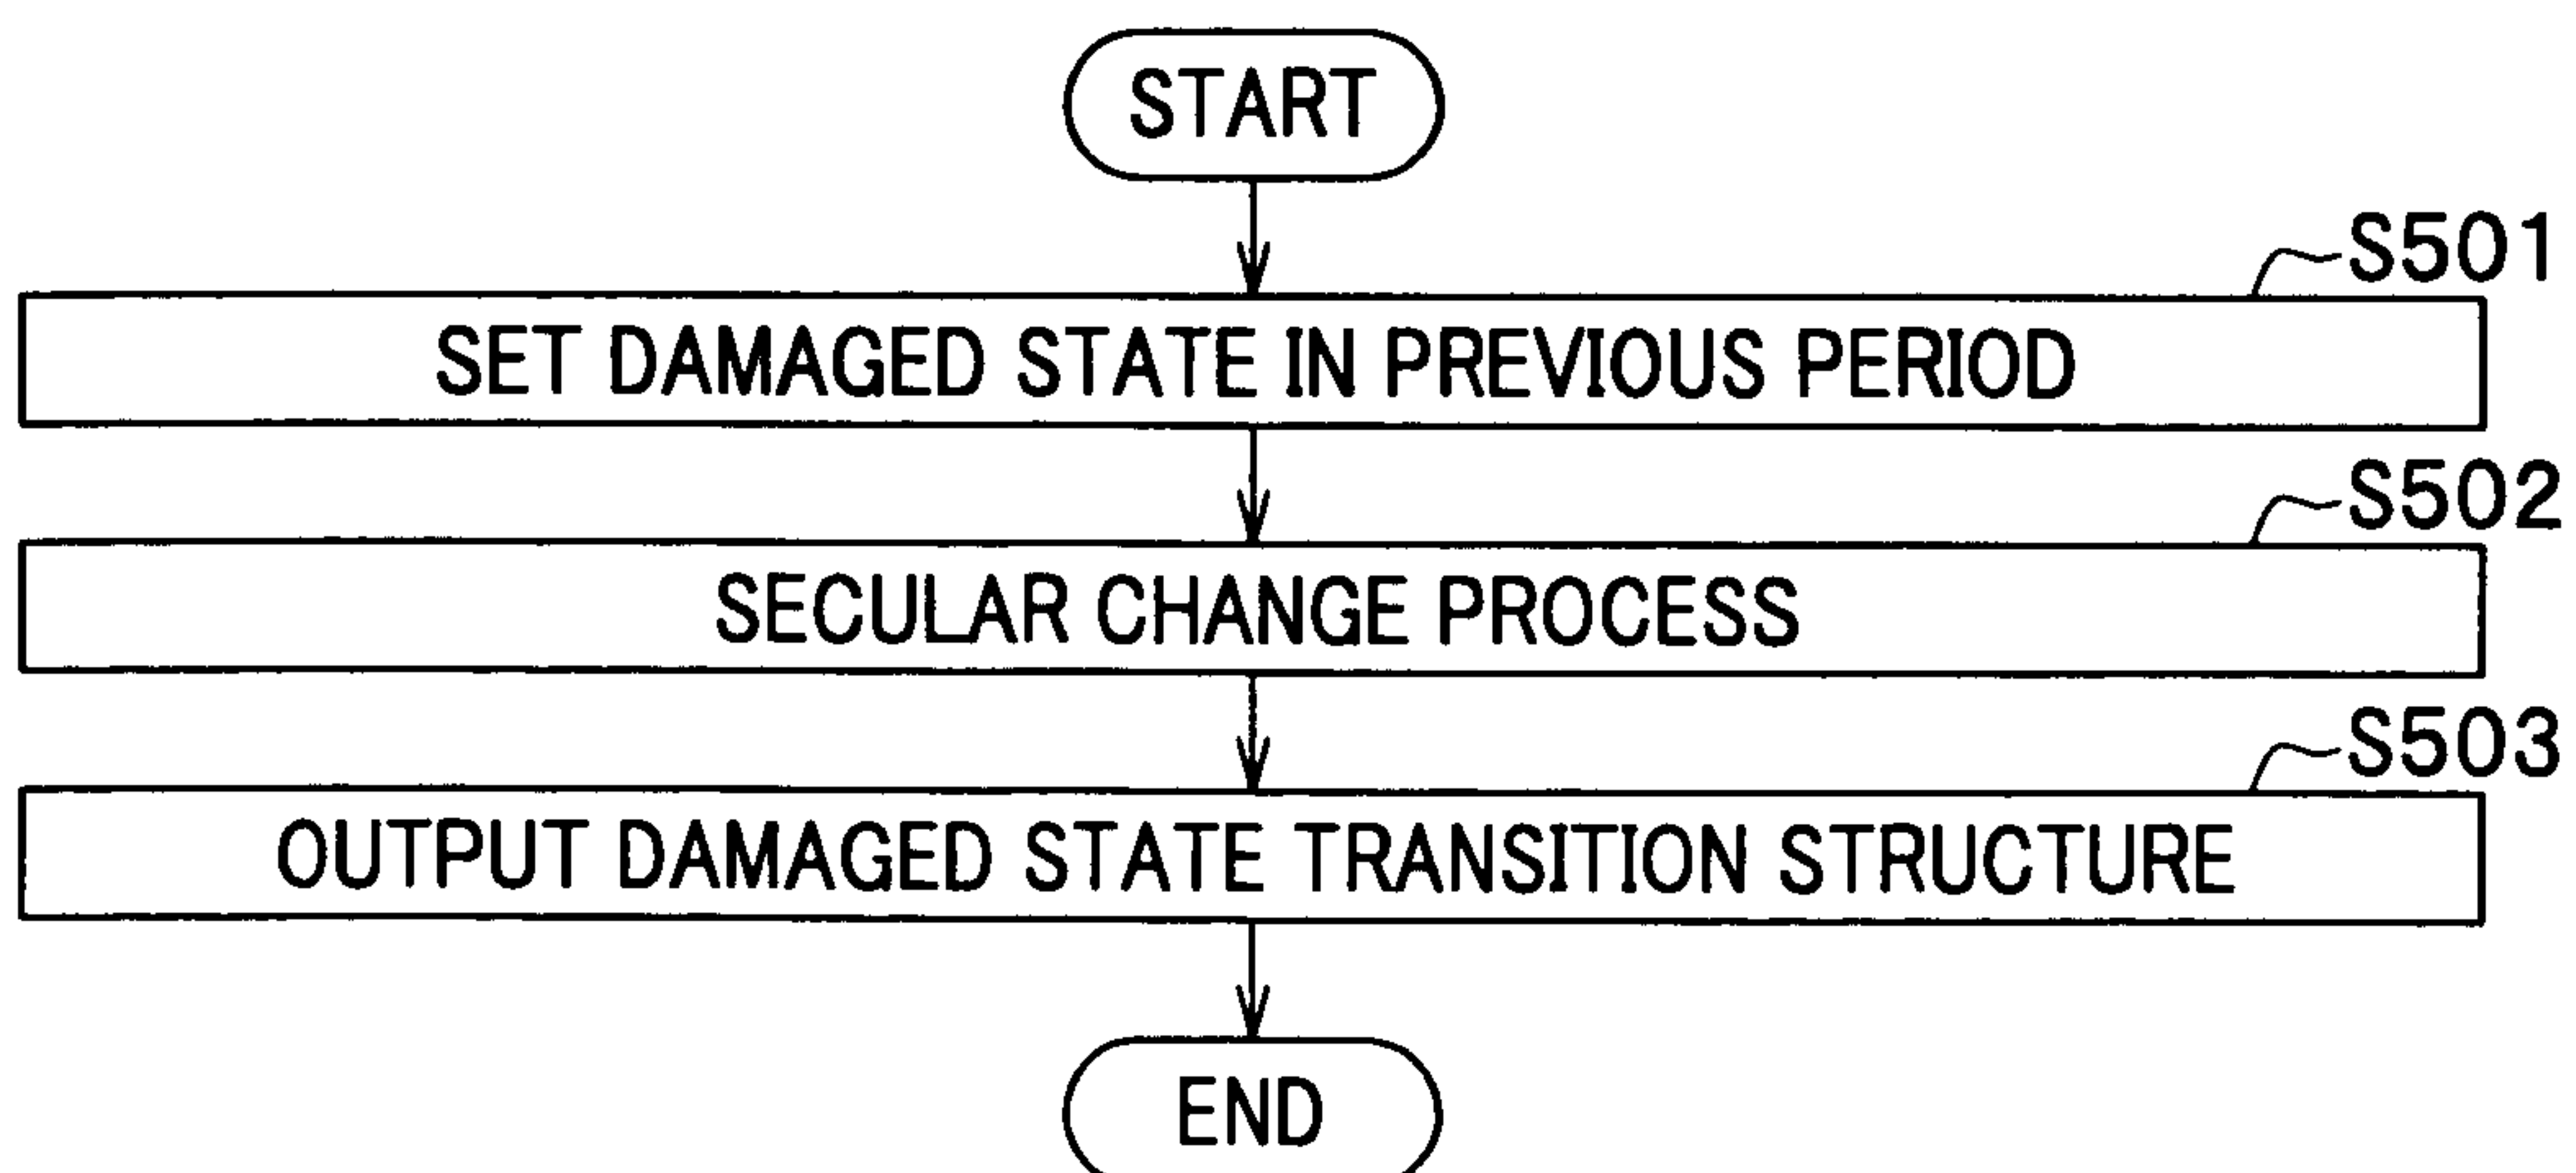 START
S501
SET DAMAGED STATE IN PREVIOUS PERIOD
S502
SECULAR CHANGE PROCESS
S503
OUTPUT DAMAGED STATE TRANSITION STRUCTURE
END